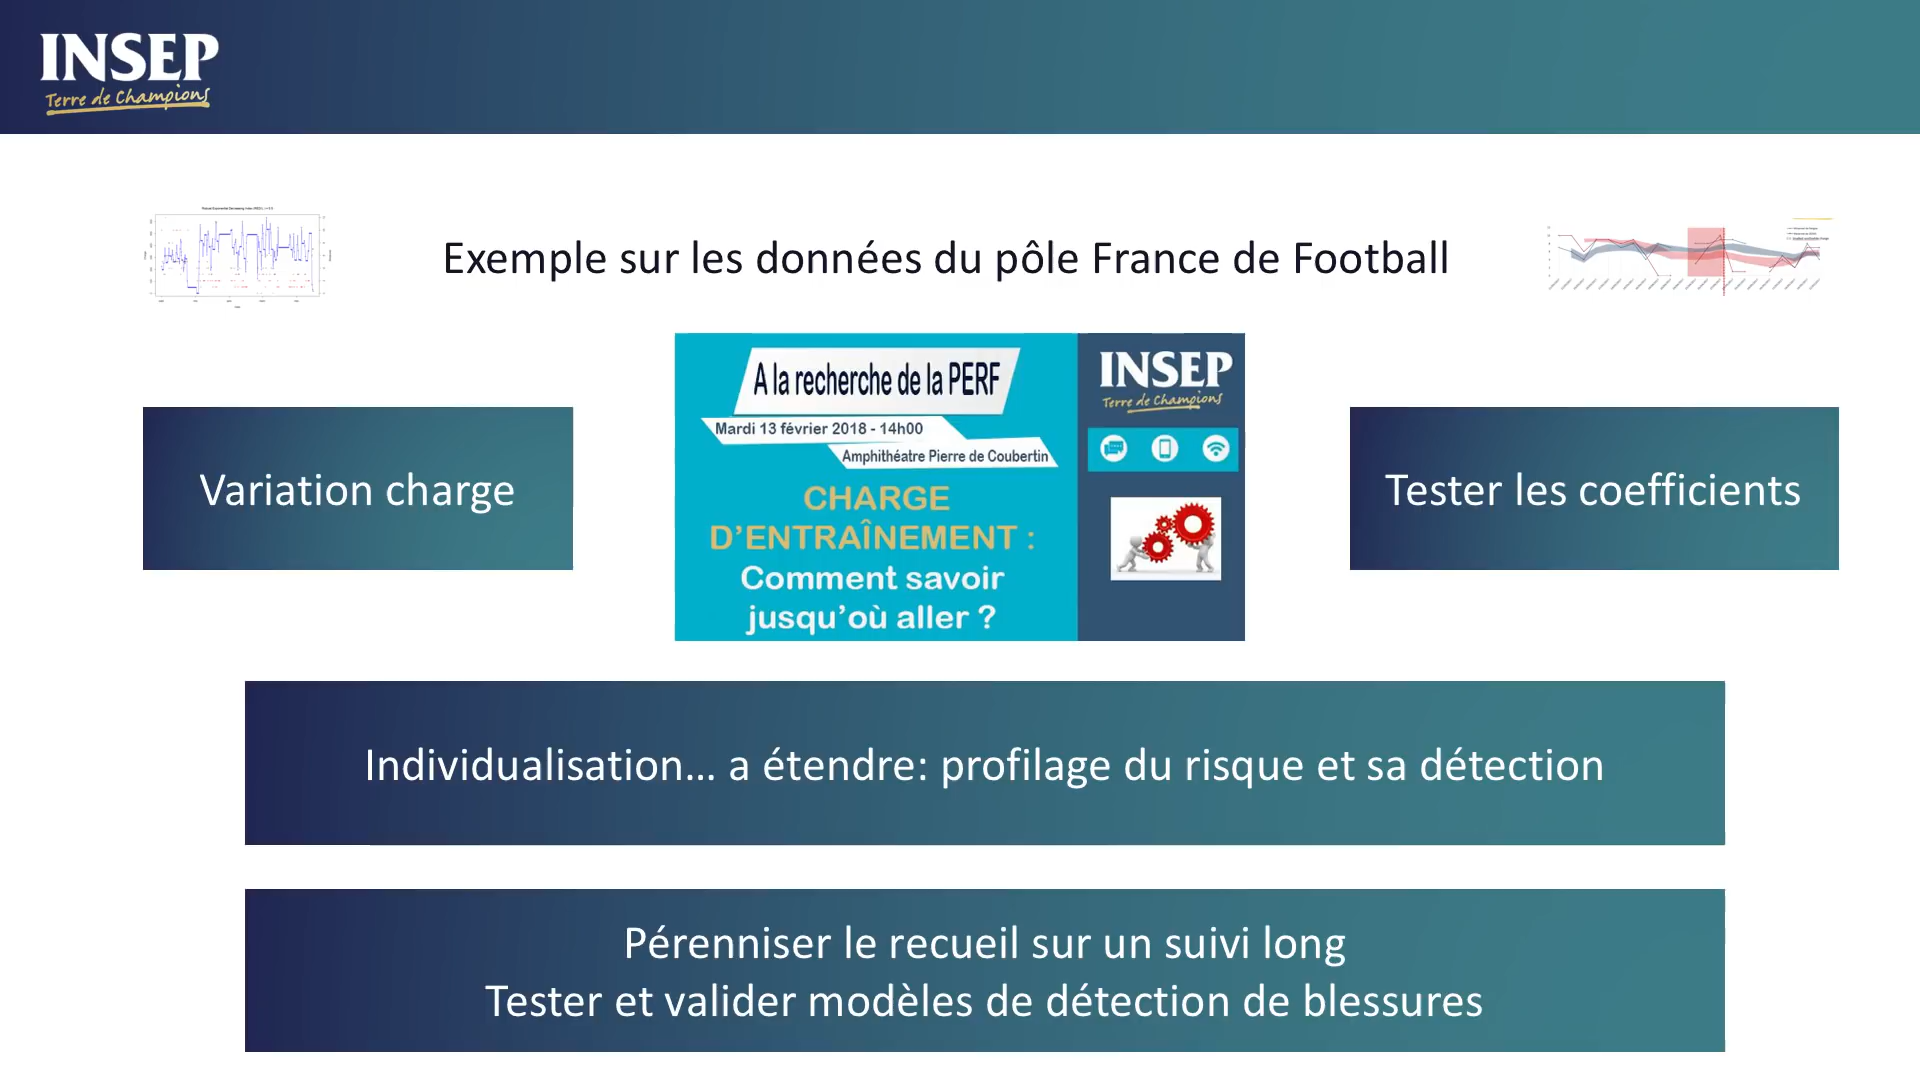 INSEP
Terre de Champions
Exemple sur les données du pôle France de Football
A la recherche de la PERF
Mardi 13 février 2018 - 14h00
Amphithéatre Pierre de Coubertin
CHARGE
D'ENTRAÎNEMENT :
Comment savoir
jusqu'où aller ?
INSEP
Terre de Champions
Variation charge
Tester les coefficients
Individualisation... a étendre: profilage du risque et sa détection
Pérenniser le recueil sur un suivi long
Tester et valider modèles de détection de blessures